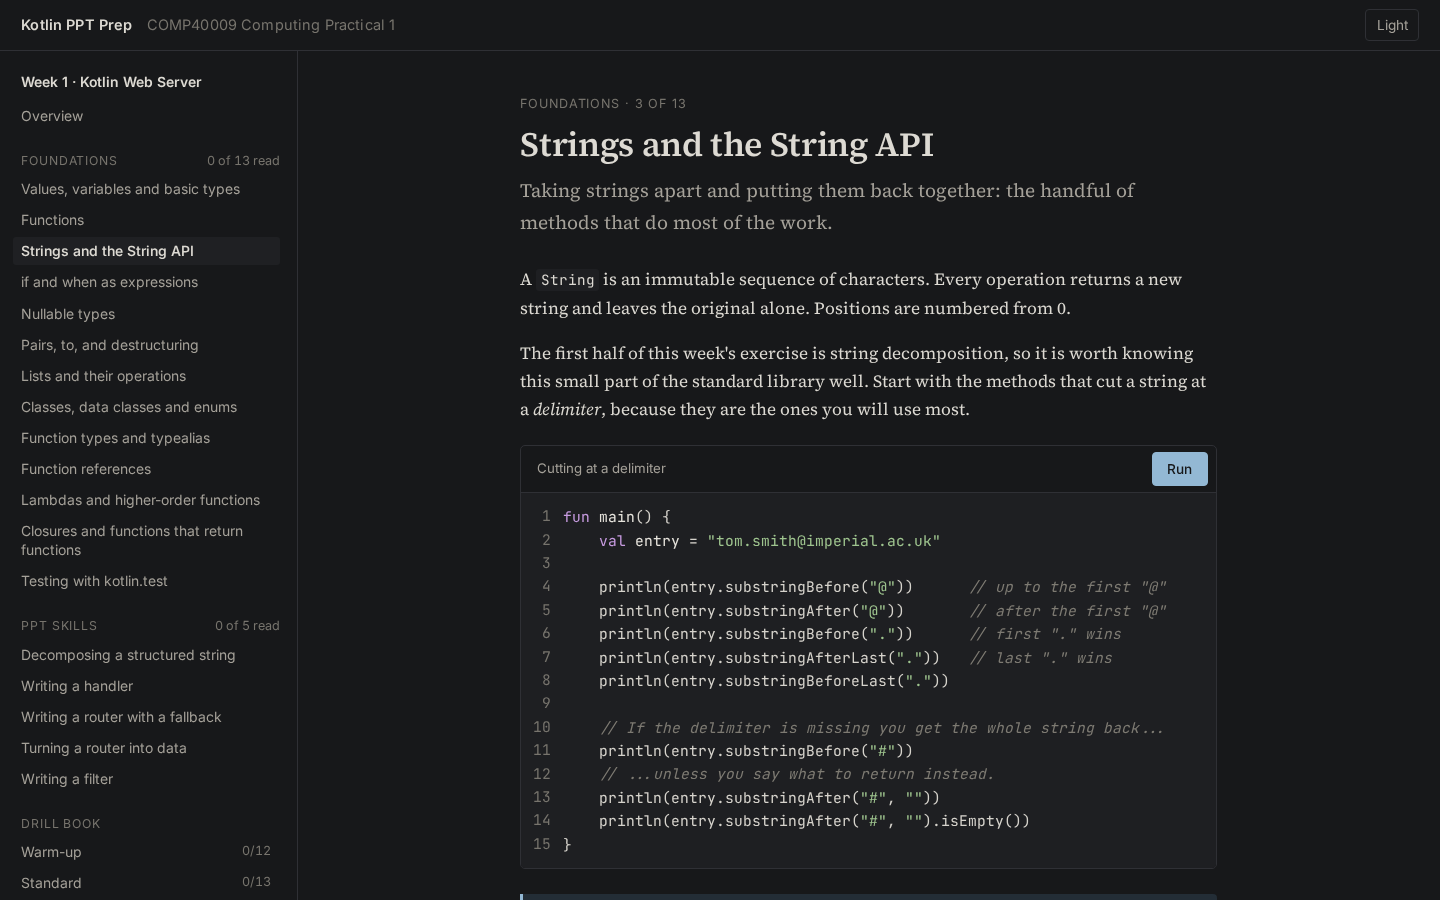 Kotlin PPT Prep COMP40009 Computing Practical 1
Light
Week 1 · Kotlin Web Server
Overview
FOUNDATIONS 0 of 13 read
Values, variables and basic types
Functions
Strings and the String API
if and when as expressions
Nullable types
Pairs, to, and destructuring
Lists and their operations
Classes, data classes and enums
Function types and typealias
Function references
Lambdas and higher-order functions
Closures and functions that return
functions
Testing with kotlin.test
PPT SKILLS 0 of 5 read
Decomposing a structured string
Writing a handler
Writing a router with a fallback
Turning a router into data
Writing a filter
DRILL BOOK
Warm-up 0/12
Standard 0/13
FOUNDATIONS · 3 OF 13
Strings and the String API
Taking strings apart and putting them back together: the handful of
methods that do most of the work.
A String is an immutable sequence of characters. Every operation returns a new
string and leaves the original alone. Positions are numbered from 0.
The first half of this week's exercise is string decomposition, so it is worth knowing
this small part of the standard library well. Start with the methods that cut a string at
a delimiter, because they are the ones you will use most.
Cutting at a delimiter
Run
1 fun main() {
2     val entry = "tom.smith@imperial.ac.uk"
3
4     println(entry.substringBefore("@"))      // up to the first "@"
5     println(entry.substringAfter("@"))       // after the first "@"
6     println(entry.substringBefore("."))      // first "." wins
7     println(entry.substringAfterLast("."))   // last "." wins
8     println(entry.substringBeforeLast("."))
9
10     // If the delimiter is missing you get the whole string back...
11     println(entry.substringBefore("#"))
12     // ...unless you say what to return instead.
13     println(entry.substringAfter("#", ""))
14     println(entry.substringAfter("#", "").isEmpty())
15 }